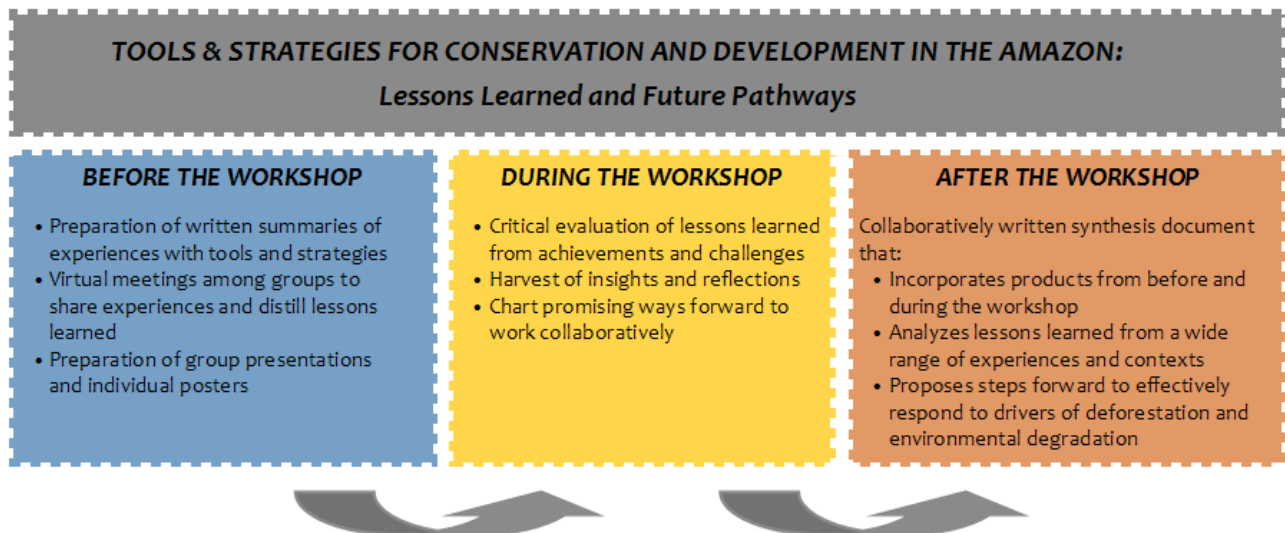 TOOLS & STRATEGIES FOR CONSERVATION AND DEVELOPMENT IN THE AMAZON:
Lessons Learned and Future Pathways
BEFORE THE WORKSHOP
• Preparation of written summaries of
experiences with tools and strategies
• Virtual meetings among groups to
share experiences and distill lessons
learned
• Preparation of group presentations
and individual posters
DURING THE WORKSHOP
• Critical evaluation of lessons learned
from achievements and challenges
• Harvest of insights and reflections
• Chart promising ways forward to
work collaboratively
AFTER THE WORKSHOP
Collaboratively written synthesis document
that:
• Incorporates products from before and
during the workshop
• Analyzes lessons learned from a wide
range of experiences and contexts
• Proposes steps forward to effectively
respond to drivers of deforestation and
environmental degradation